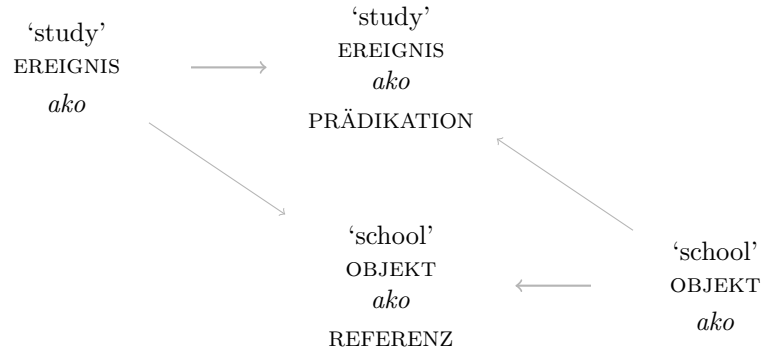 ‘study’
EREIGNIS
ako
‘study’
EREIGNIS
ako
PRÄDIKATION
‘school’
OBJEKT
ako
REFERENZ
‘school’
OBJEKT
ako